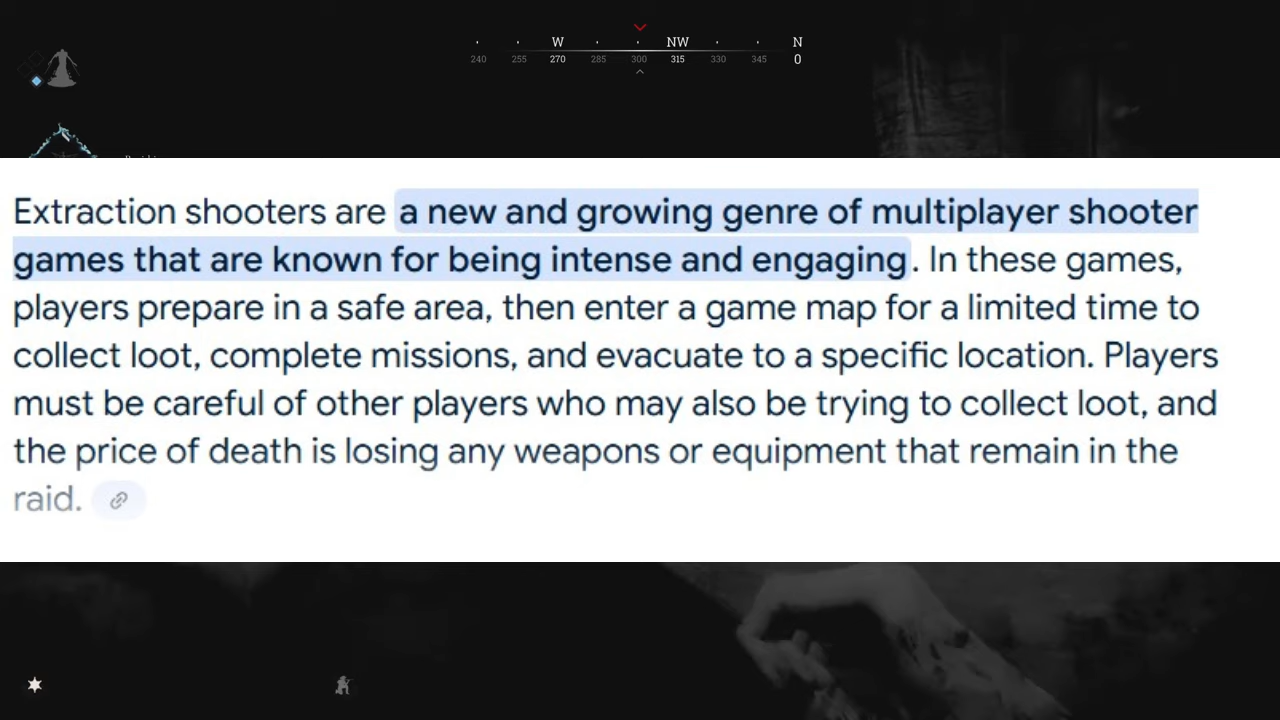 W NW N
240 255 270 285 300 315 330 345 0
Extraction shooters are a new and growing genre of multiplayer shooter
games that are known for being intense and engaging. In these games,
players prepare in a safe area, then enter a game map for a limited time to
collect loot, complete missions, and evacuate to a specific location. Players
must be careful of other players who may also be trying to collect loot, and
the price of death is losing any weapons or equipment that remain in the
raid.